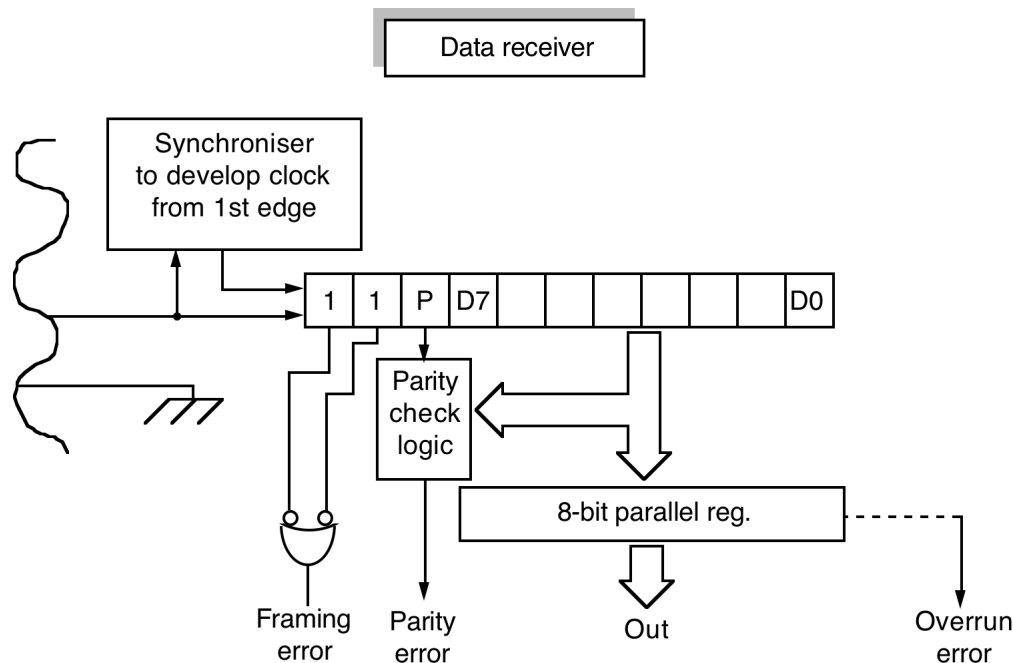 Data receiver
Synchroniser
to develop clock
from 1st edge
1 1 P D7 D0
Parity
check
logic
8-bit parallel reg.
Framing
error
Parity
error
Out
Overrun
error